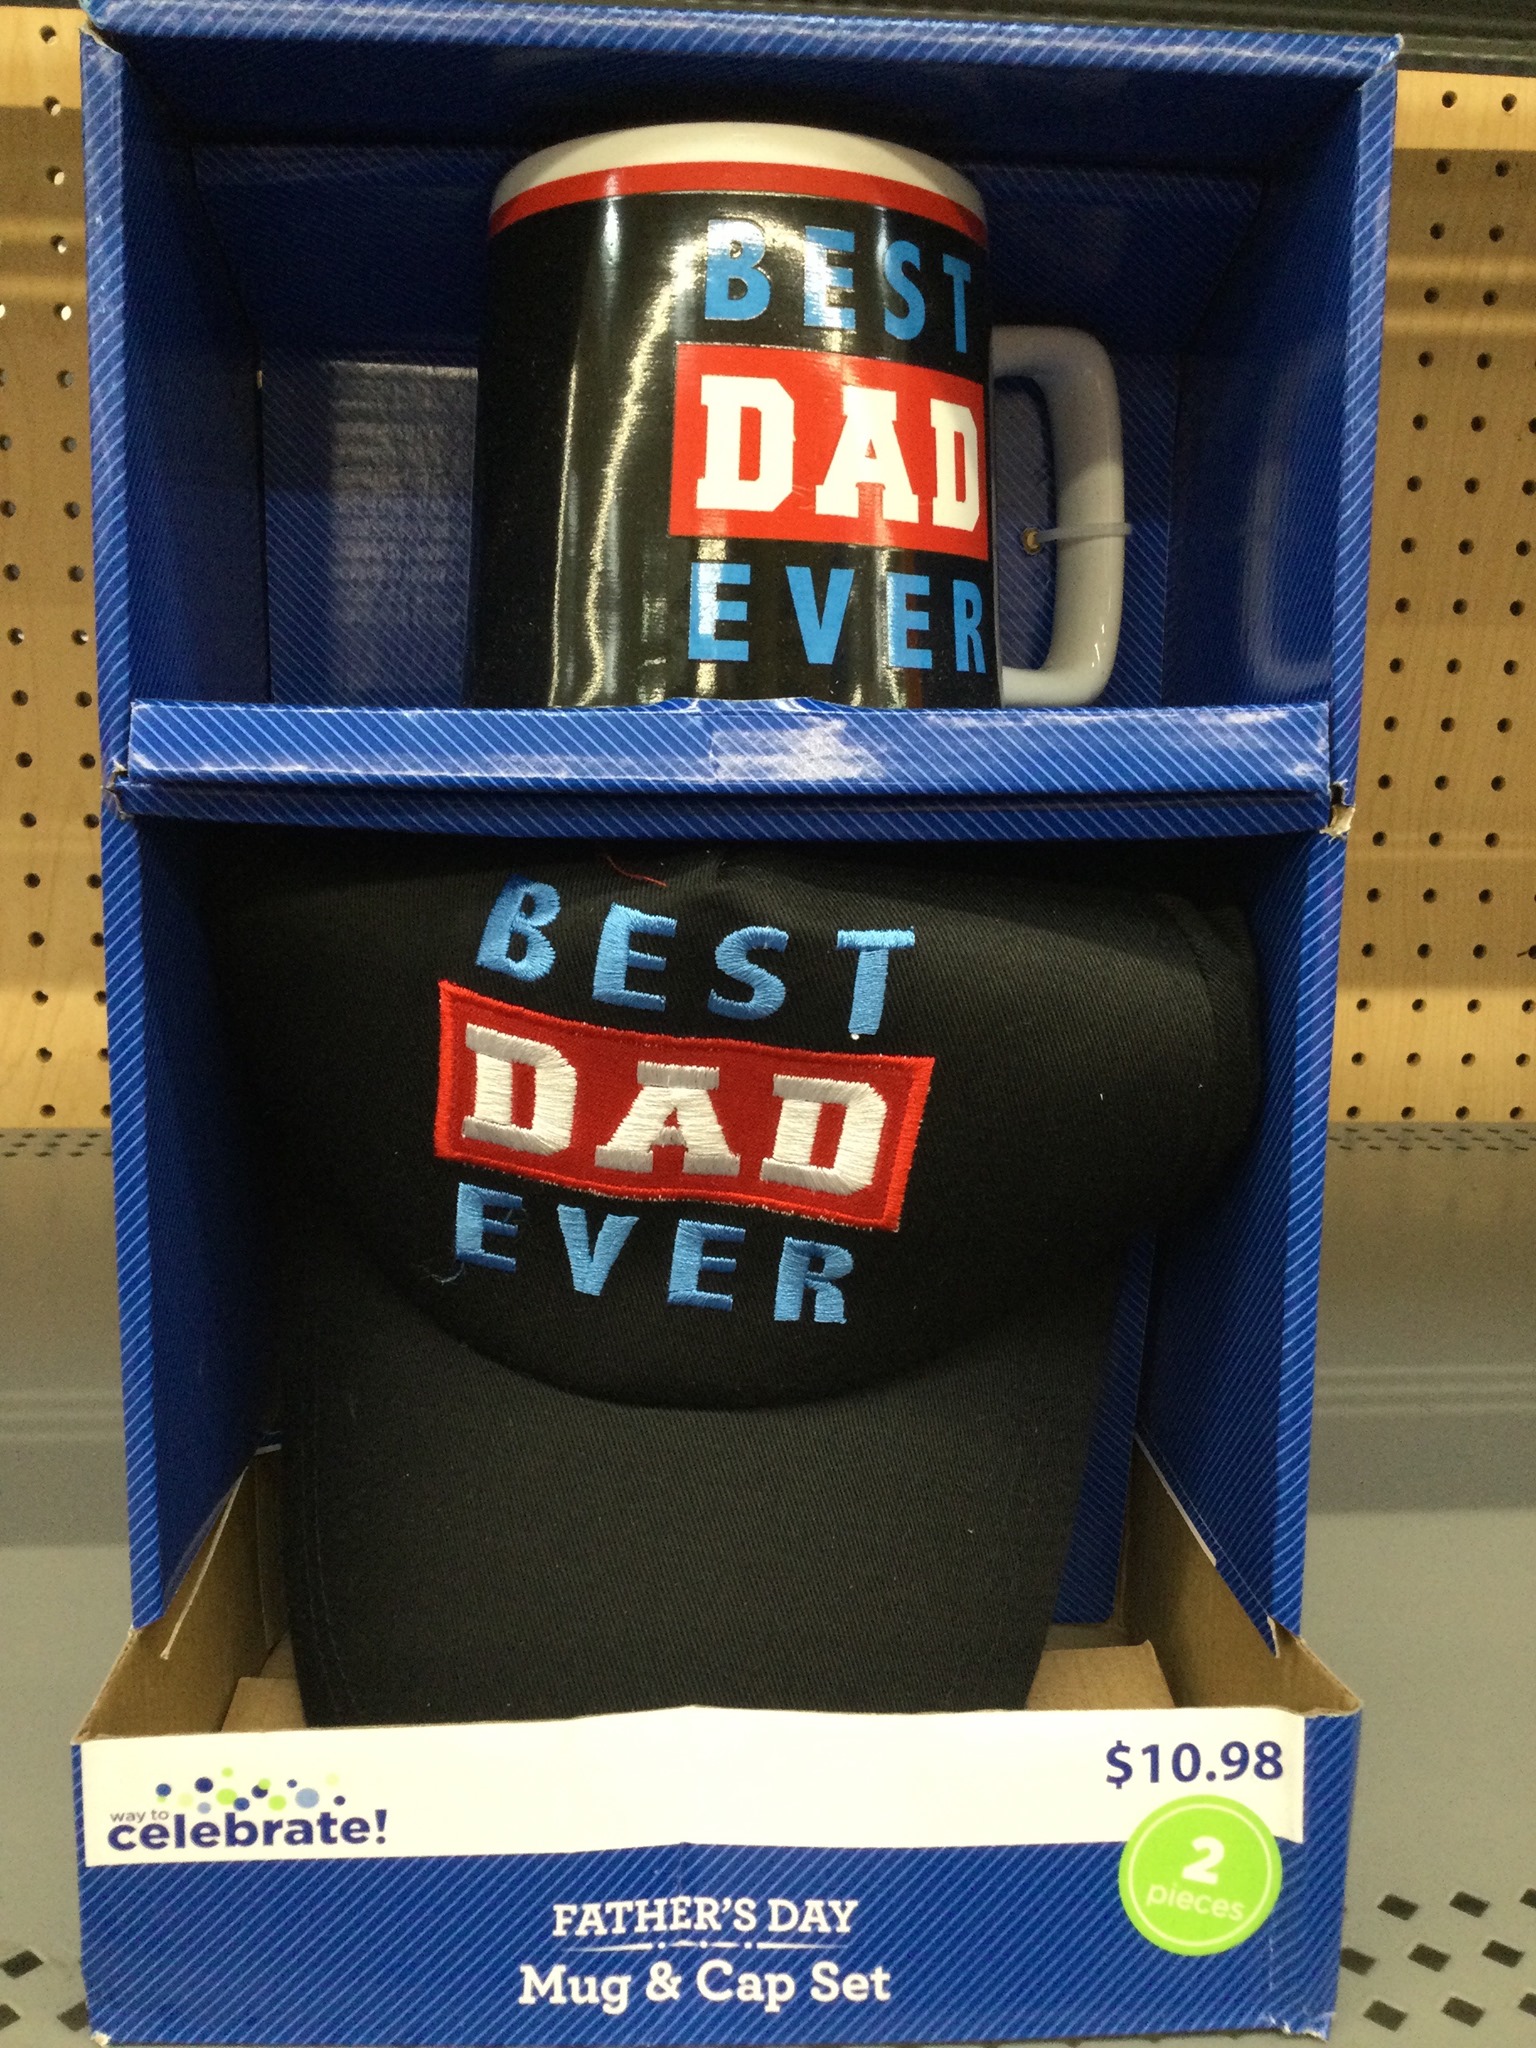 BEST
DAD
EVER
BEST
DAD
EVER
$10.98
way to
celebrate!
2
pieces
FATHER'S DAY
Mug & Cap Set